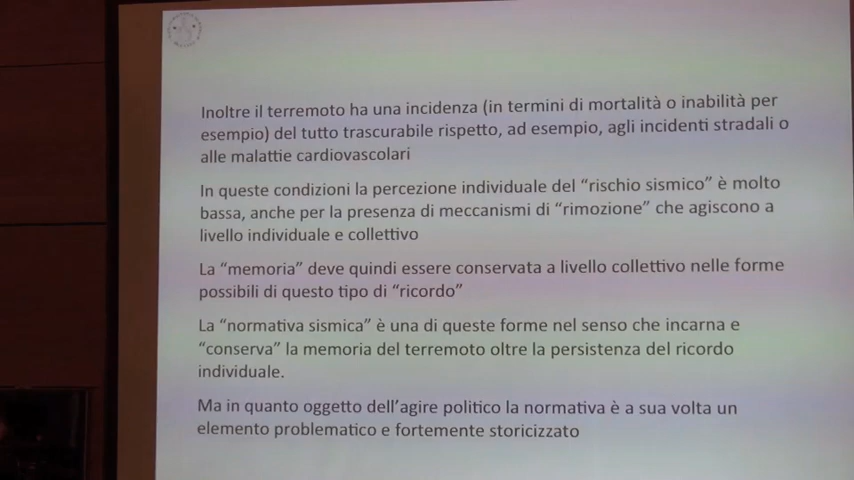 Inoltre il terremoto ha una incidenza (in termini di mortalità o inabilità per
esempio) del tutto trascurabile rispetto, ad esempio, agli incidenti stradali o
alle malattie cardiovascolari
In queste condizioni la percezione individuale del “rischio sismico” è molto
bassa, anche per la presenza di meccanismi di “rimozione” che agiscono a
livello individuale e collettivo
La “memoria” deve quindi essere conservata a livello collettivo nelle forme
possibili di questo tipo di “ricordo”
La “normativa sismica” è una di queste forme nel senso che incarna e
“conserva” la memoria del terremoto oltre la persistenza del ricordo
individuale.
Ma in quanto oggetto dell’agire politico la normativa è a sua volta un
elemento problematico e fortemente storicizzato